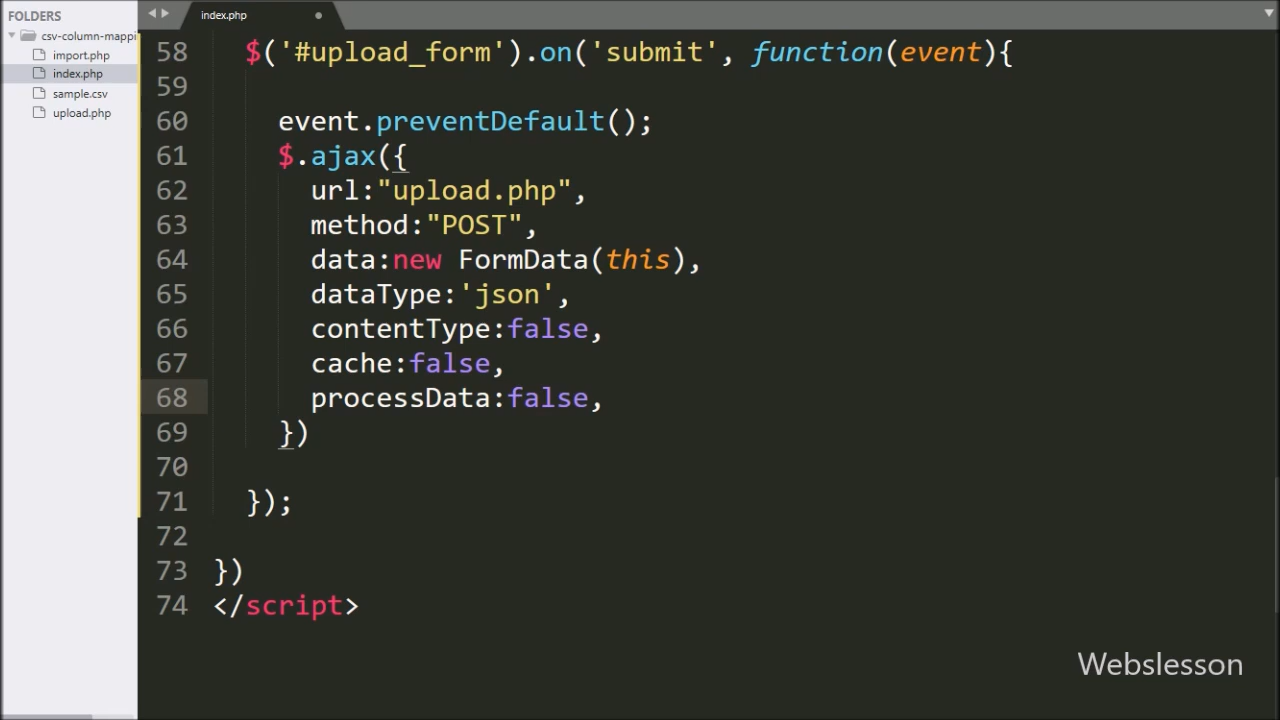 FOLDERS
csv-column-mappi
import.php
index.php
sample.csv
upload.php
index.php
58 $('#upload_form').on('submit', function(event){
59
60 event.preventDefault();
61 $.ajax({
62 url:"upload.php",
63 method:"POST",
64 data:new FormData(this),
65 dataType:'json',
66 contentType:false,
67 cache:false,
68 processData:false,
69 })
70
71 });
72
73 })
74 </script>
Webslesson